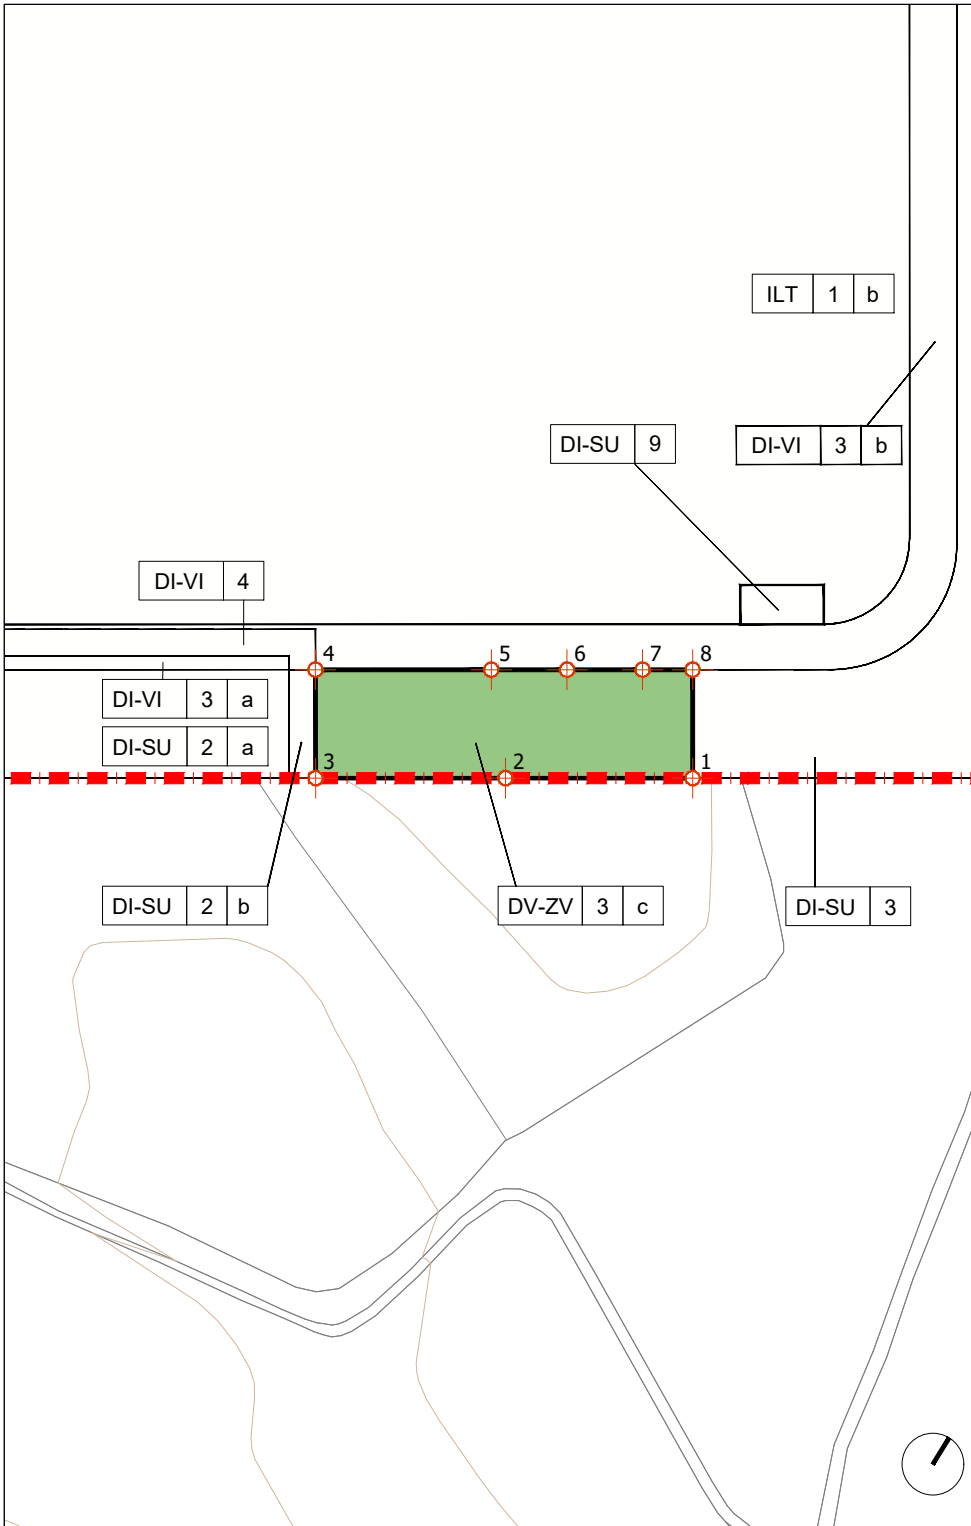 ILT 1 b
DI-SU 9
DI-VI 3 b
DI-VI 4
4 5 6 7 8
DI-VI 3 a
DI-SU 2 a
3 2 1
DI-SU 2 b
DV-ZV 3 c
DI-SU 3